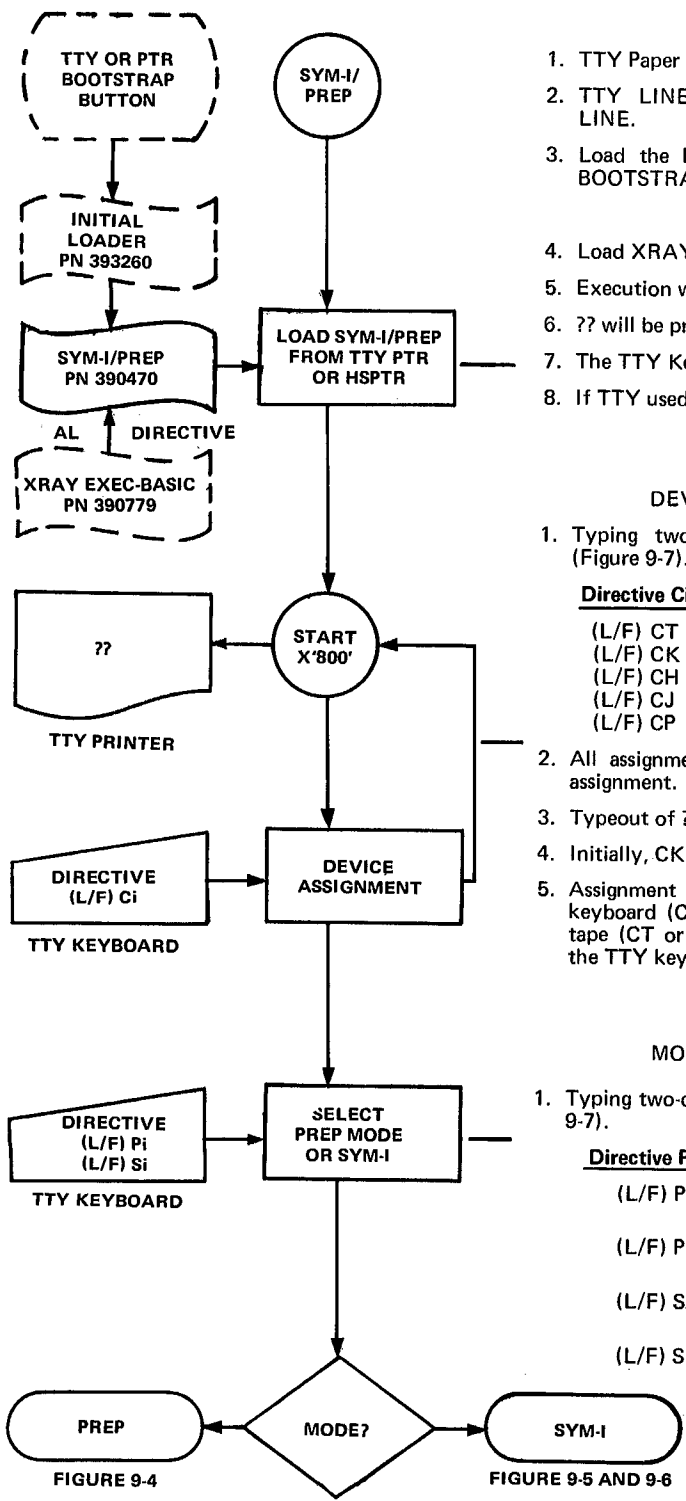 TTY OR PTR
BOOTSTRAP
BUTTON
SYM-I/
PREP
INITIAL
LOADER
PN 393260
SYM-I/PREP
PN 390470
LOAD SYM-I/PREP
FROM TTY PTR
OR HSPTR
AL DIRECTIVE
XRAY EXEC-BASIC
PN 390779
??
TTY PRINTER
START
X'800'
DIRECTIVE
(L/F) Ci
TTY KEYBOARD
DEVICE
ASSIGNMENT
DIRECTIVE
(L/F) Pi
(L/F) Si
TTY KEYBOARD
SELECT
PREP MODE
OR SYM-I
MODE?
PREP
FIGURE 9-4
SYM-I
FIGURE 9-5 AND 9-6
1. TTY Paper
2. TTY LINE
LINE.
3. Load the
BOOTSTRA
4. Load XRAY
5. Execution w
6. ?? will be pr
7. The TTY Ke
8. If TTY used
DEV
1. Typing two
(Figure 9-7).
Directive Ci
(L/F) CT
(L/F) CK
(L/F) CH
(L/F) CJ
(L/F) CP
2. All assignme
assignment.
3. Typeout of ?
4. Initially, CK
5. Assignment
keyboard (C
tape (CT or
the TTY key
MO
1. Typing two-c
9-7).
Directive P
(L/F) P
(L/F) P
(L/F) S
(L/F) S